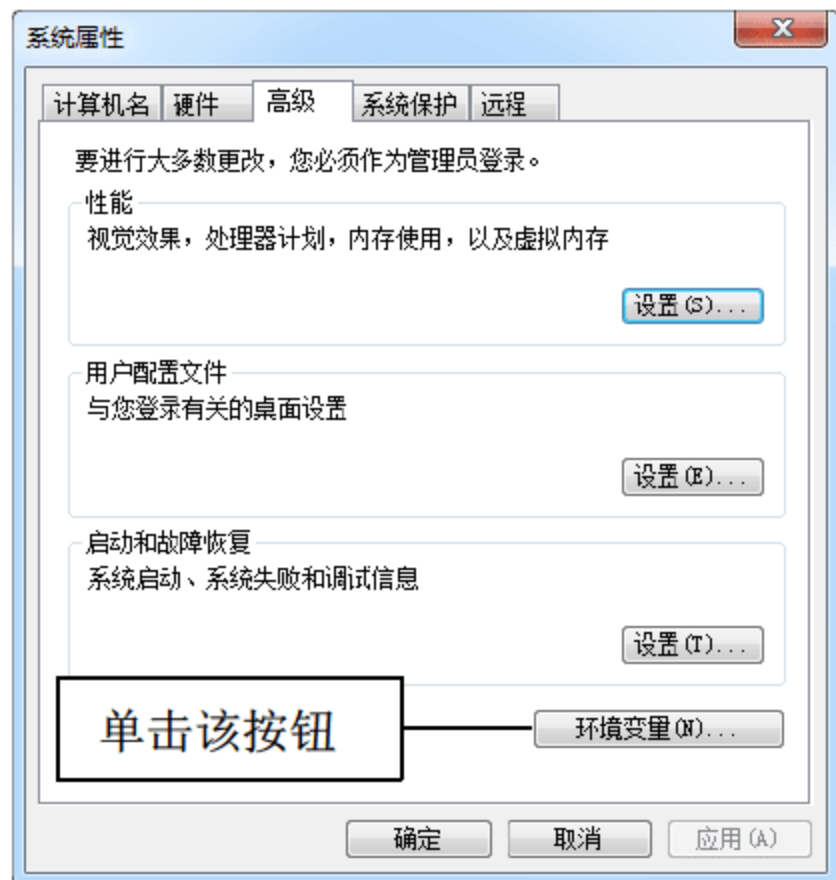 系统属性
计算机名 硬件 高级 系统保护 远程
要进行大多数更改，您必须作为管理员登录。
性能
视觉效果，处理器计划，内存使用，以及虚拟内存
设置(S)...
用户配置文件
与您登录有关的桌面设置
设置(E)...
启动和故障恢复
系统启动、系统失败和调试信息
设置(T)...
单击该按钮
环境变量(N)...
确定 取消 应用(A)